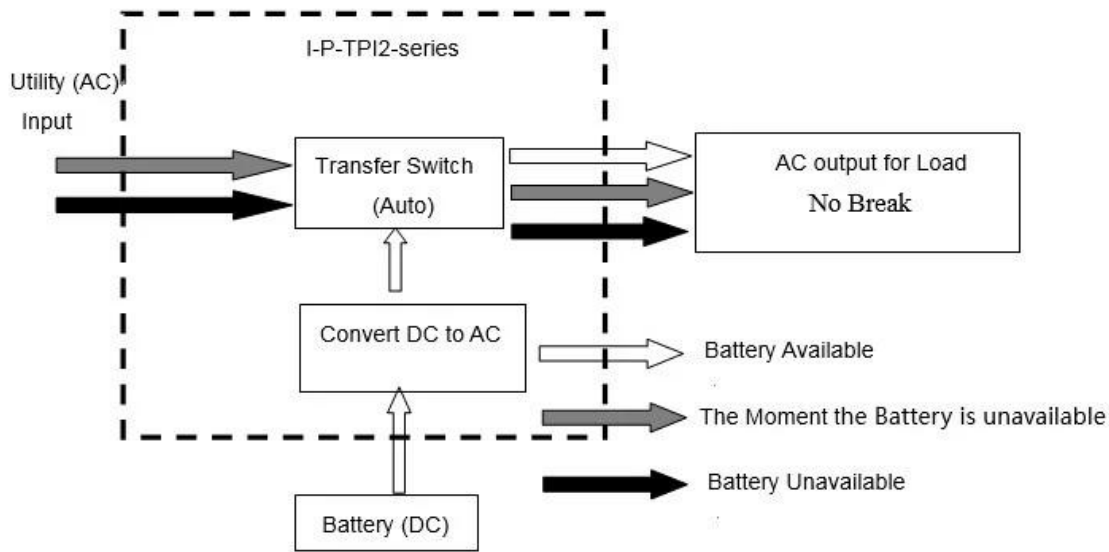 I-P-TPI2-series
Utility (AC)
Input
Transfer Switch
(Auto)
AC output for Load
No Break
Convert DC to AC
Battery Available
The Moment the Battery is unavailable
Battery Unavailable
Battery (DC)